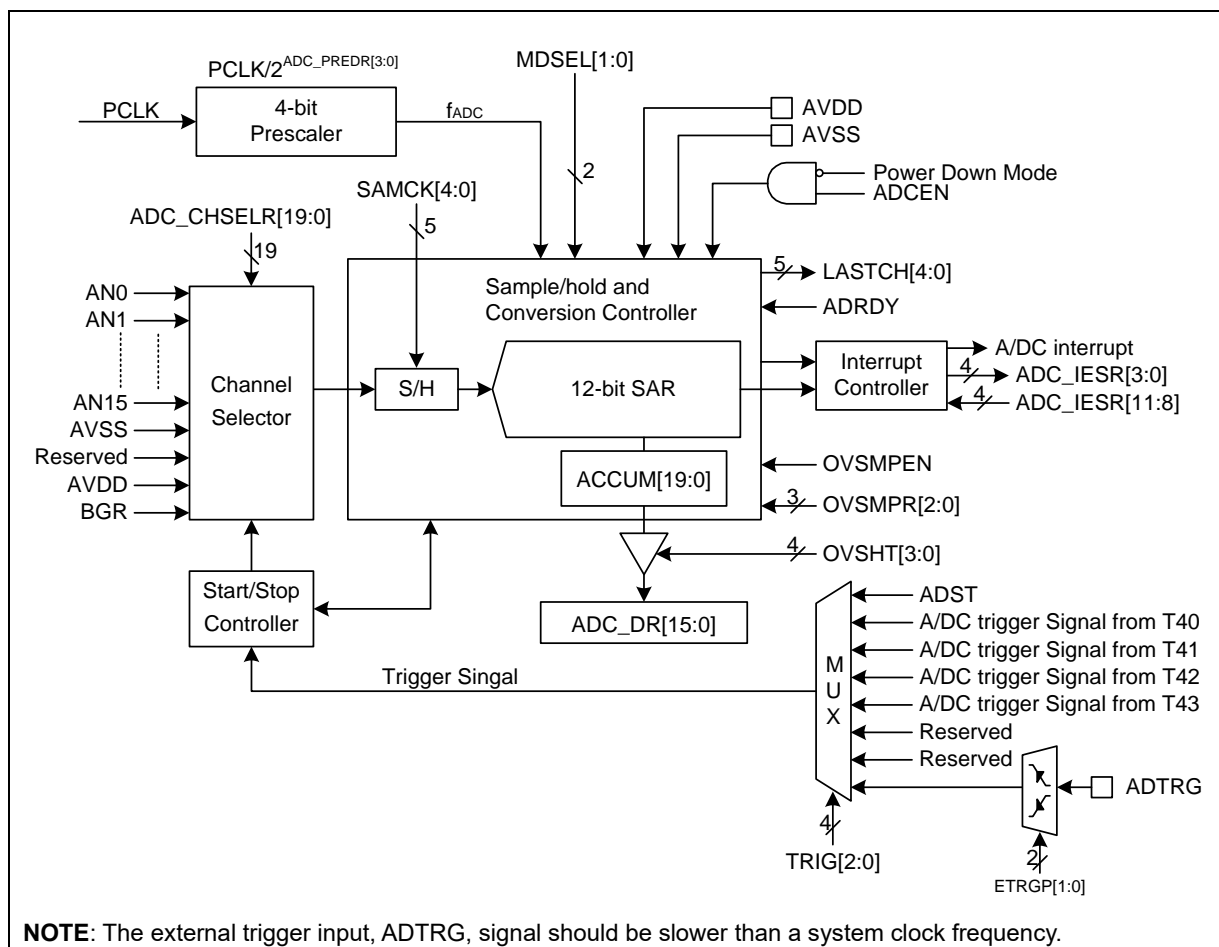 PCLK/2^ADC_PREDR[3:0]
MDSEL[1:0]
PCLK
4-bit
Prescaler
fADC
AVDD
AVSS
2
Power Down Mode
ADCEN
SAMCK[4:0]
5
ADC_CHSELR[19:0]
19
AN0
AN1
AN15
AVSS
Reserved
AVDD
BGR
Channel
Selector
Sample/hold and
Conversion Controller
S/H
12-bit SAR
ACCUM[19:0]
5
LASTCH[4:0]
ADRDY
Interrupt
Controller
A/DC interrupt
4
ADC_IESR[3:0]
4
ADC_IESR[11:8]
OVSMPEN
3
OVSMPR[2:0]
4
OVSHT[3:0]
Start/Stop
Controller
ADC_DR[15:0]
Trigger Singal
M
U
X
ADST
A/DC trigger Signal from T40
A/DC trigger Signal from T41
A/DC trigger Signal from T42
A/DC trigger Signal from T43
Reserved
Reserved
ADTRG
4
TRIG[2:0]
2
ETRGP[1:0]
NOTE: The external trigger input, ADTRG, signal should be slower than a system clock frequency.